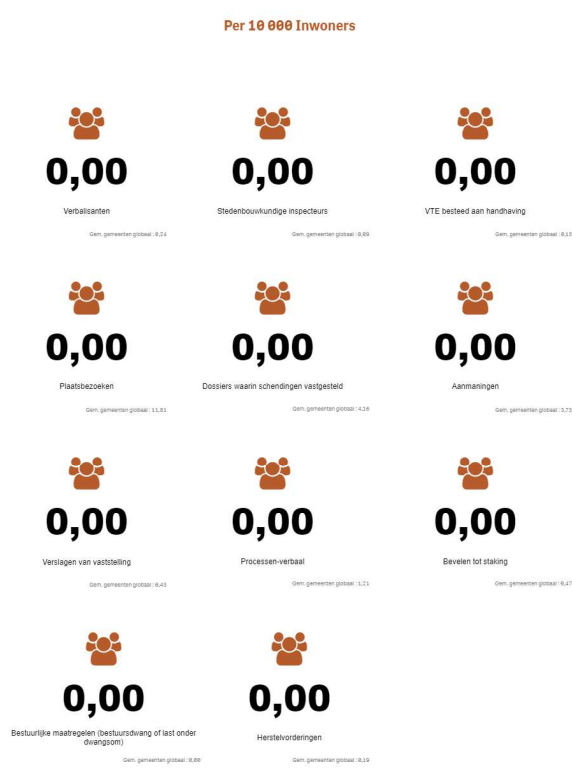 Per 10 000 Inwoners
0,00
0,00
0,00
Verbalisanten
Stedenbouwkundige inspecteurs
VTE besteed aan handhaving
Gem. gemeenten globaal : 0,24
Gem. gemeenten globaal : 0,09
Gem. gemeenten globaal : 0,13
0,00
0,00
0,00
Plaatsbezoeken
Dossiers waarin schendingen vastgesteld
Aanmaningen
Gem. gemeenten globaal : 11,81
Gem. gemeenten globaal : 4,16
Gem. gemeenten globaal : 3,73
0,00
0,00
0,00
Verslagen van vaststelling
Processen-verbaal
Bevelen tot staking
Gem. gemeenten globaal : 0,43
Gem. gemeenten globaal : 1,21
Gem. gemeenten globaal : 0,47
0,00
0,00
Bestuurlijke maatregelen (bestuursdwang of last onder
dwangsom)
Herstelvorderingen
Gem. gemeenten globaal :
Gem. gemeenten globaal : 0,19